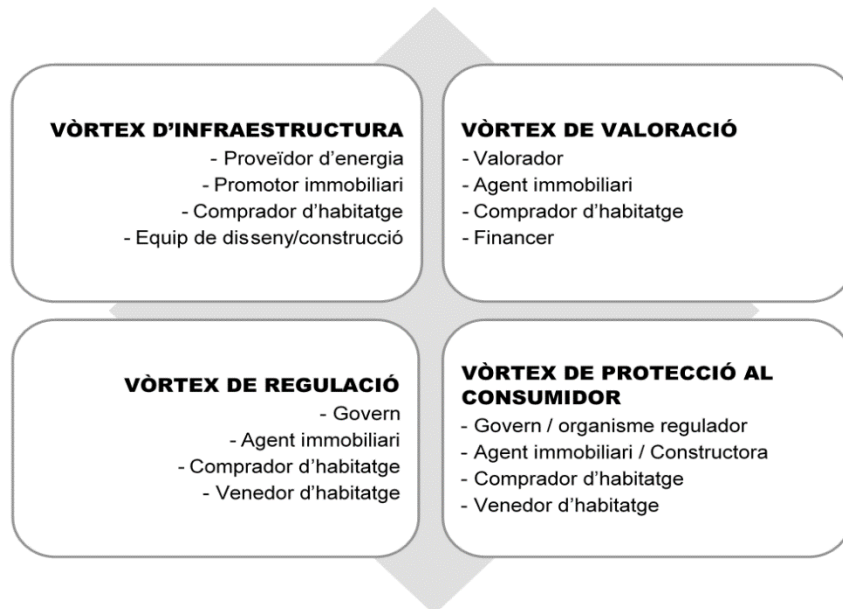 VÒRTEX D’INFRAESTRUCTURA
- Proveïdor d’energia
- Promotor immobiliari
- Comprador d’habitatge
- Equip de disseny/construcció
VÒRTEX DE VALORACIÓ
- Valorador
- Agent immobiliari
- Comprador d’habitatge
- Financer
VÒRTEX DE REGULACIÓ
- Govern
- Agent immobiliari
- Comprador d’habitatge
- Venedor d’habitatge
VÒRTEX DE PROTECCIÓ AL
CONSUMIDOR
- Govern / organisme regulador
- Agent immobiliari / Constructora
- Comprador d’habitatge
- Venedor d’habitatge